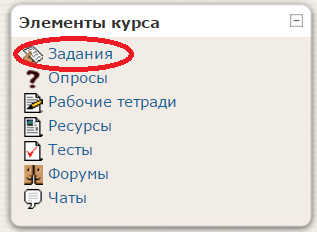 Элементы курса
Задания
Опросы
Рабочие тетради
Ресурсы
Тесты
Форумы
Чаты